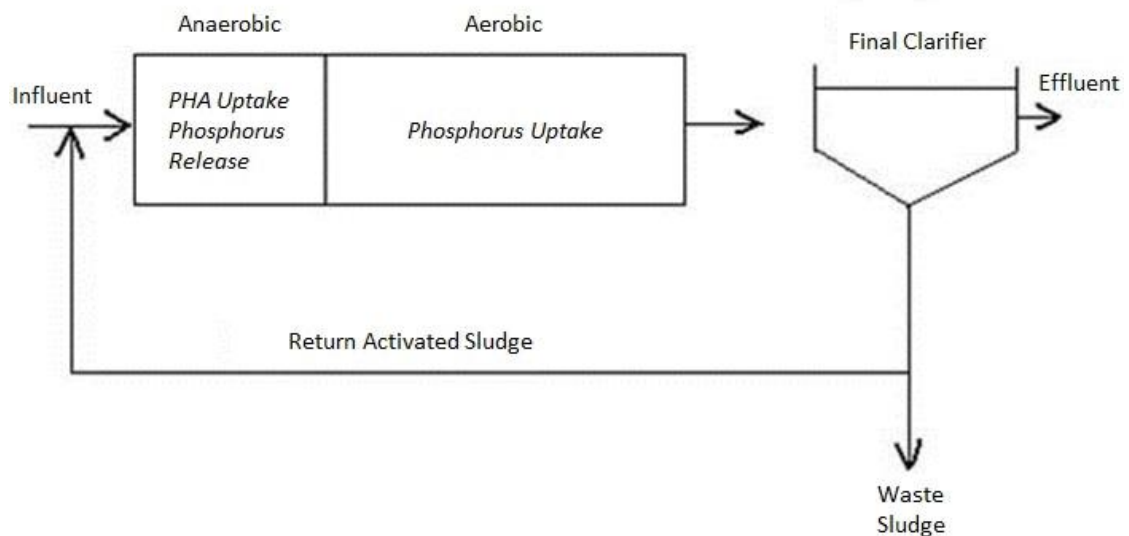 Anaerobic
Aerobic
Final Clarifier
Influent
Effluent
PHA Uptake
Phosphorus
Release
Phosphorus Uptake
Return Activated Sludge
Waste
Sludge